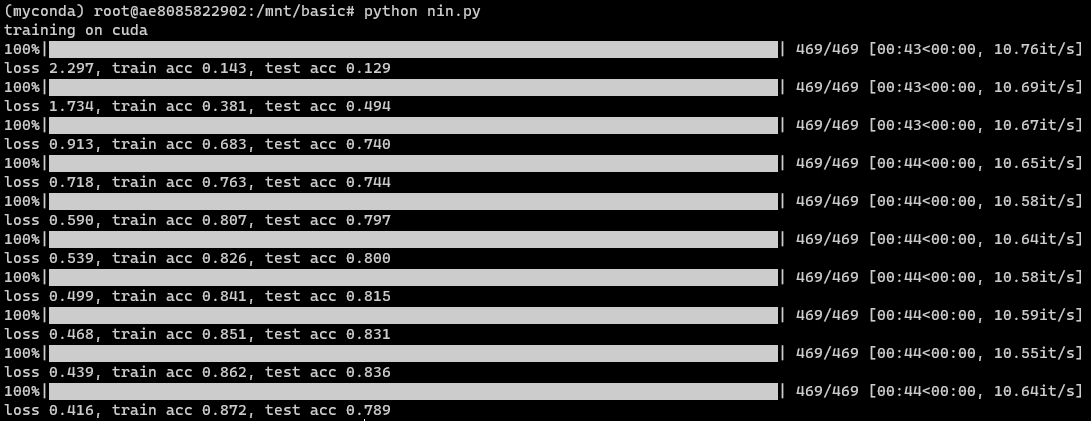 (myconda) root@ae8085822902:/mnt/basic# python nin.py
training on cuda
100%| | 469/469 [00:43<00:00, 10.76it/s]
loss 2.297, train acc 0.143, test acc 0.129
100%| | 469/469 [00:43<00:00, 10.69it/s]
loss 1.734, train acc 0.381, test acc 0.494
100%| | 469/469 [00:43<00:00, 10.67it/s]
loss 0.913, train acc 0.683, test acc 0.740
100%| | 469/469 [00:44<00:00, 10.65it/s]
loss 0.718, train acc 0.763, test acc 0.744
100%| | 469/469 [00:44<00:00, 10.58it/s]
loss 0.590, train acc 0.807, test acc 0.797
100%| | 469/469 [00:44<00:00, 10.64it/s]
loss 0.539, train acc 0.826, test acc 0.800
100%| | 469/469 [00:44<00:00, 10.58it/s]
loss 0.499, train acc 0.841, test acc 0.815
100%| | 469/469 [00:44<00:00, 10.59it/s]
loss 0.468, train acc 0.851, test acc 0.831
100%| | 469/469 [00:44<00:00, 10.55it/s]
loss 0.439, train acc 0.862, test acc 0.836
100%| | 469/469 [00:44<00:00, 10.64it/s]
loss 0.416, train acc 0.872, test acc 0.789